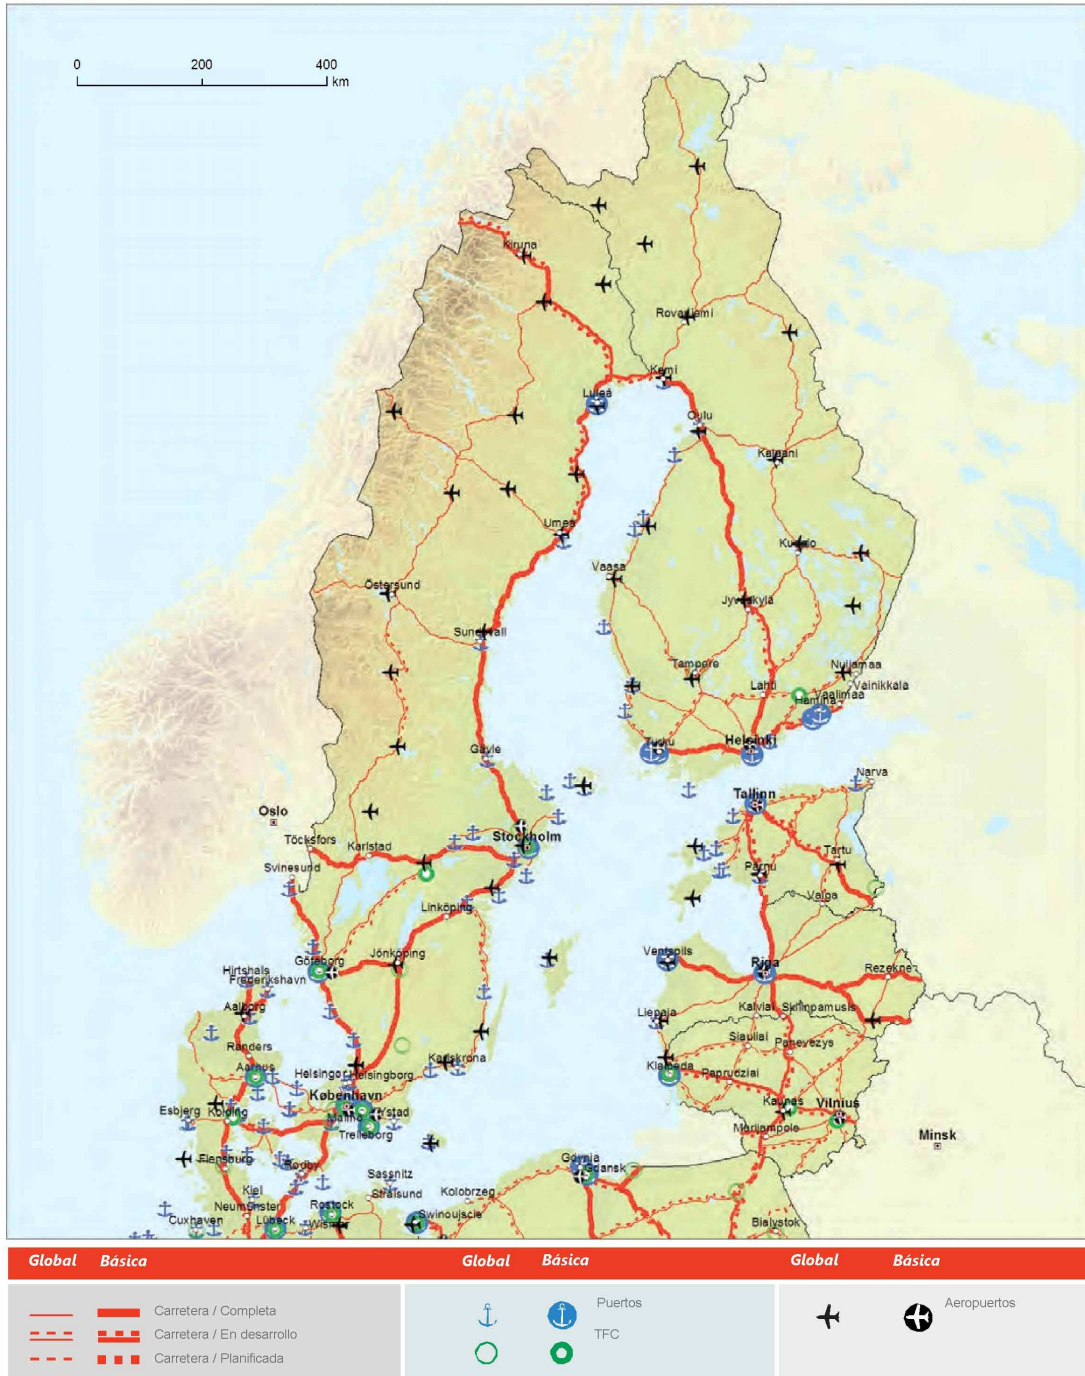 0 200 400
km
Kiruna
Rovaniemi
Kemi
Luleå
Oulu
Kajaani
Umeå
Kuopio
Vaasa
Östersund
Jyväskylä
Sundsvall
Tampere
Nuijamaa
Lahti
Vainikkala
Vaalimaa
Hamina
Turku
Helsinki
Gävle
Narva
Tallinn
Oslo
Stockholm
Töcksfors
Karlstad
Tartu
Svinesund
Pärnu
Valga
Linköping
Ventspils
Jönköping
Göteborg
Riga
Rezekne
Hirtshals
Frederikshavn
Aalborg
Liepaja
Kalviai
Skrinpamusis
Siauliai
Panevezys
Randers
Karlskrona
Aarhus
Helsingor
Helsingborg
Klaipeda
Paprudziai
København
Kaunas
Vilnius
Esbjerg
Kolding
Malmö
Ystad
Trelleborg
Marijampole
Minsk
Flensburg
Rødby
Gdynia
Gdansk
Sassnitz
Kiel
Stralsund
Kolobrzeg
Neumünster
Rostock
Swinoujscie
Cuxhaven
Lübeck
Wismar
Bialystok
Global Básica Global Básica Global Básica
Carretera / Completa
Carretera / En desarrollo
Carretera / Planificada
Puertos
TFC
Aeropuertos